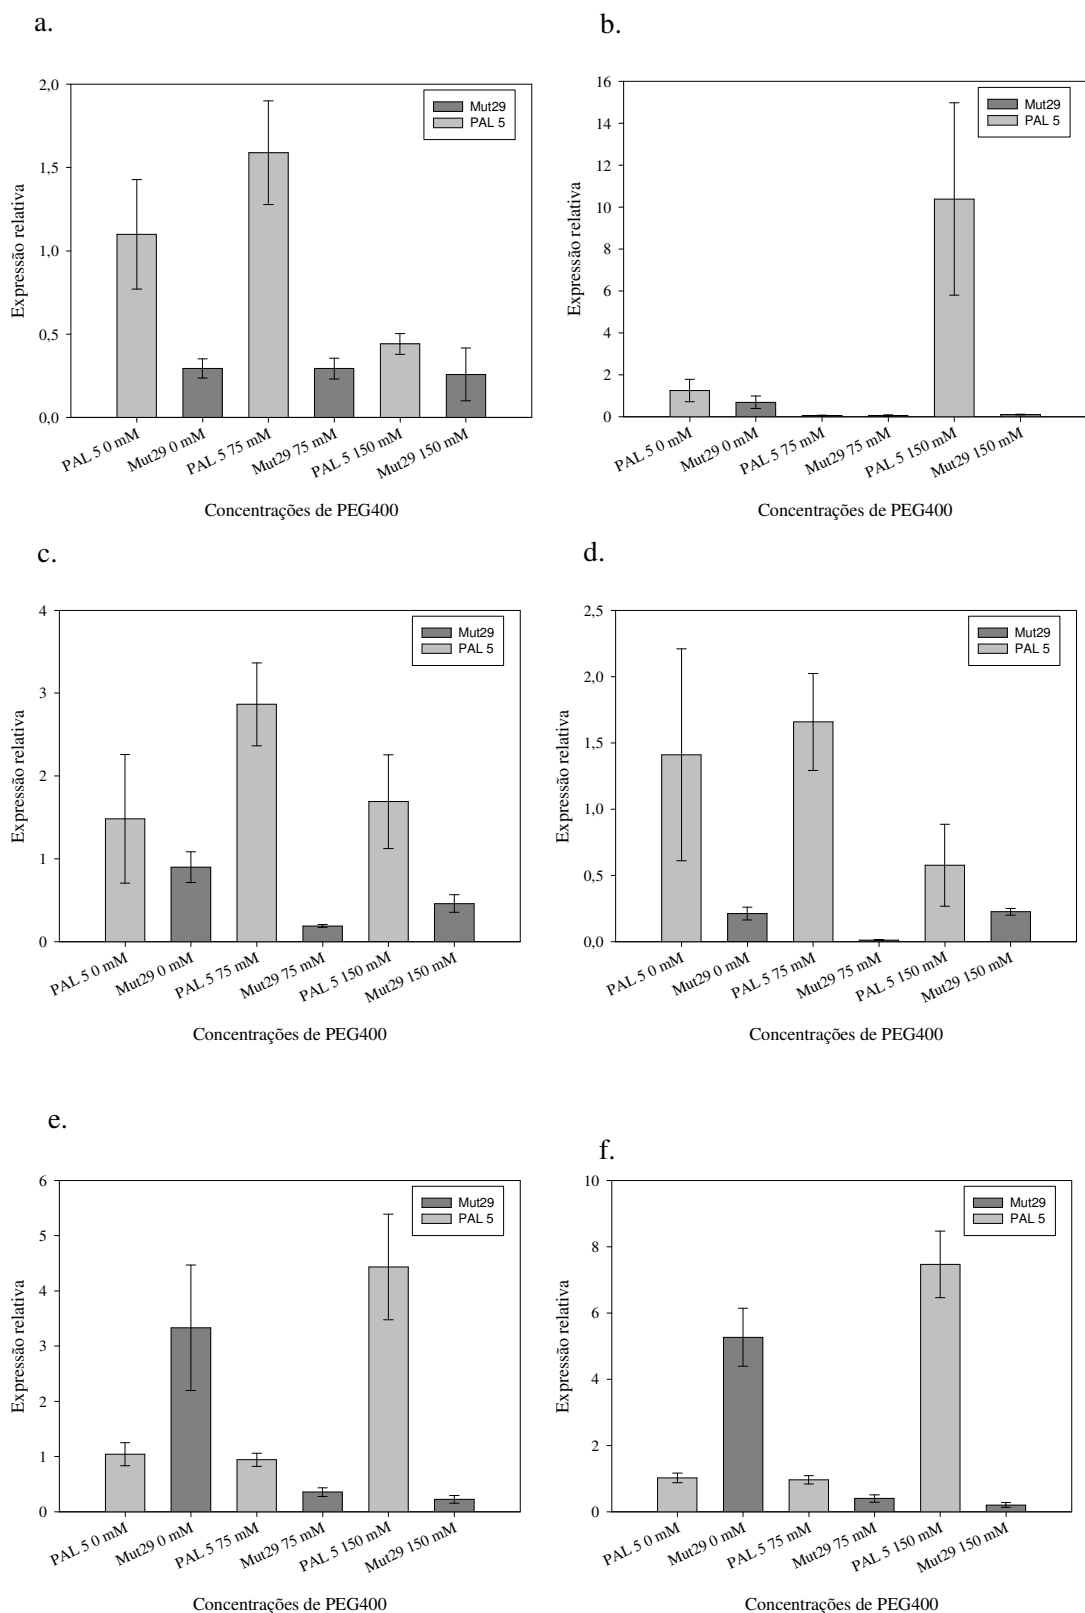 a.
2,0
1,5
1,0
0,5
0,0
Expressão relativa
Mut29
PAL 5
PAL 5 0 mM
Mut29 0 mM
PAL 5 75 mM
Mut29 75 mM
PAL 5 150 mM
Mut29 150 mM
Concentrações de PEG400
b.
16
14
12
10
8
6
4
2
0
Expressão relativa
Mut29
PAL 5
PAL 5 0 mM
Mut29 0 mM
PAL 5 75 mM
Mut29 75 mM
PAL 5 150 mM
Mut29 150 mM
Concentrações de PEG400
c.
4
3
2
1
0
Expressão relativa
Mut29
PAL 5
PAL 5 0 mM
Mut29 0 mM
PAL 5 75 mM
Mut29 75 mM
PAL 5 150 mM
Mut29 150 mM
Concentrações de PEG400
d.
2,5
2,0
1,5
1,0
0,5
0,0
Expressão relativa
Mut29
PAL 5
PAL 5 0 mM
Mut29 0 mM
PAL 5 75 mM
Mut29 75 mM
PAL 5 150 mM
Mut29 150 mM
Concentrações de PEG400
e.
6
5
4
3
2
1
0
Expressão relativa
Mut29
PAL 5
PAL 5 0 mM
Mut29 0 mM
PAL 5 75 mM
Mut29 75 mM
PAL 5 150 mM
Mut29 150 mM
Concentrações de PEG400
f.
10
8
6
4
2
0
Expressão relativa
Mut29
PAL 5
PAL 5 0 mM
Mut29 0 mM
PAL 5 75 mM
Mut29 75 mM
PAL 5 150 mM
Mut29 150 mM
Concentrações de PEG400